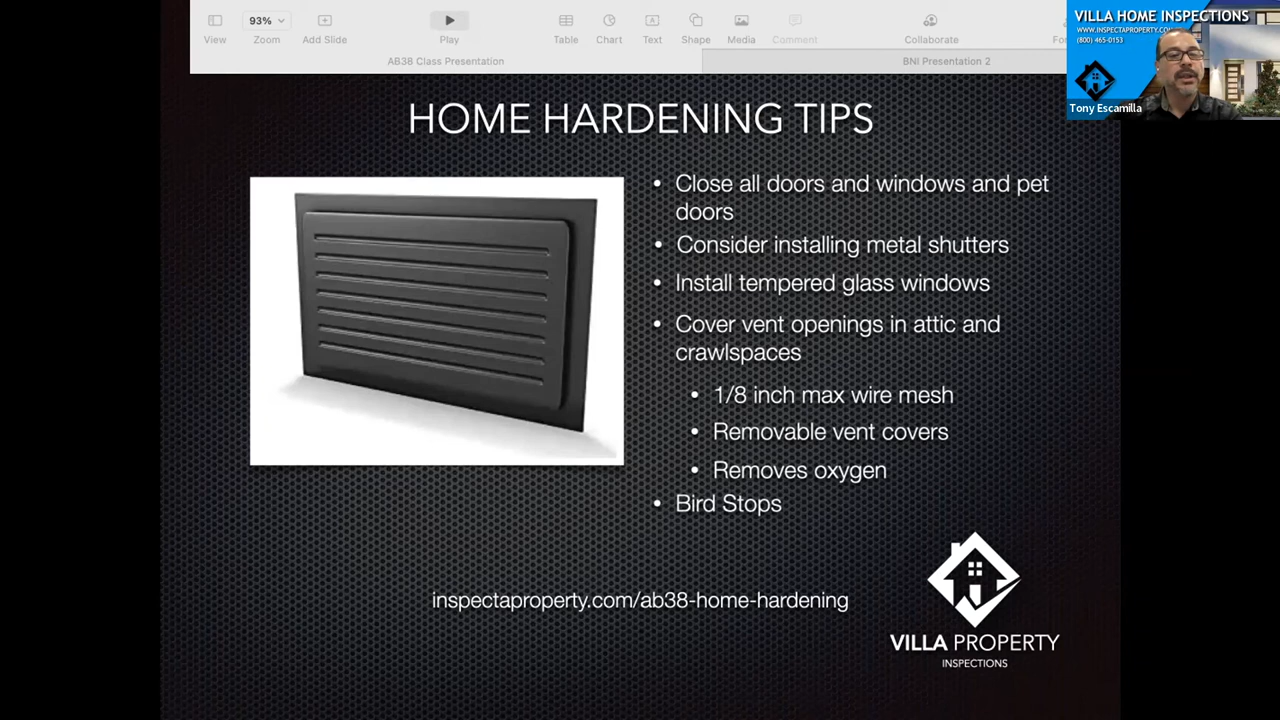 93%
View
Zoom
Add Slide
Play
Table
Chart
Text
Shape
Media
Comment
Collaborate
AB38 Class Presentation
BNI Presentation 2
VILLA HOME INSPECTIONS
(800) 465-0153
Tony Escamilla
HOME HARDENING TIPS
• Close all doors and windows and pet
doors
• Consider installing metal shutters
• Install tempered glass windows
• Cover vent openings in attic and
crawlspaces
• 1/8 inch max wire mesh
• Removable vent covers
• Removes oxygen
• Bird Stops
inspectaproperty.com/ab38-home-hardening
VILLA PROPERTY
INSPECTIONS